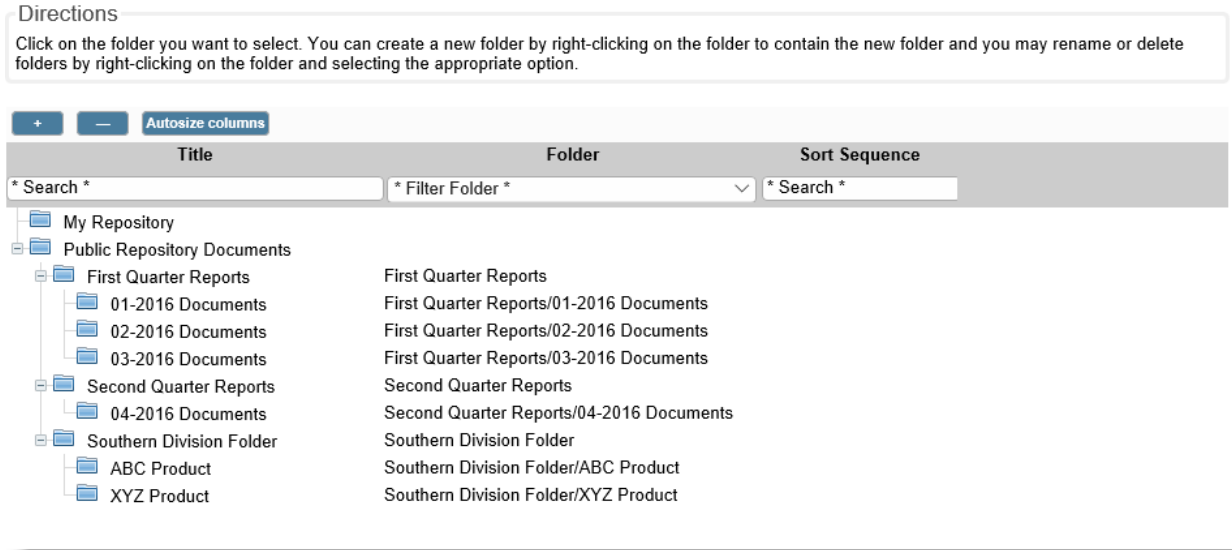 Directions
Click on the folder you want to select. You can create a new folder by right-clicking on the folder to contain the new folder and you may rename or delete
folders by right-clicking on the folder and selecting the appropriate option.
+ — Autosize columns
Title Folder Sort Sequence
* Search * * Filter Folder * * Search *
My Repository
Public Repository Documents
First Quarter Reports First Quarter Reports
01-2016 Documents First Quarter Reports/01-2016 Documents
02-2016 Documents First Quarter Reports/02-2016 Documents
03-2016 Documents First Quarter Reports/03-2016 Documents
Second Quarter Reports Second Quarter Reports
04-2016 Documents Second Quarter Reports/04-2016 Documents
Southern Division Folder Southern Division Folder
ABC Product Southern Division Folder/ABC Product
XYZ Product Southern Division Folder/XYZ Product